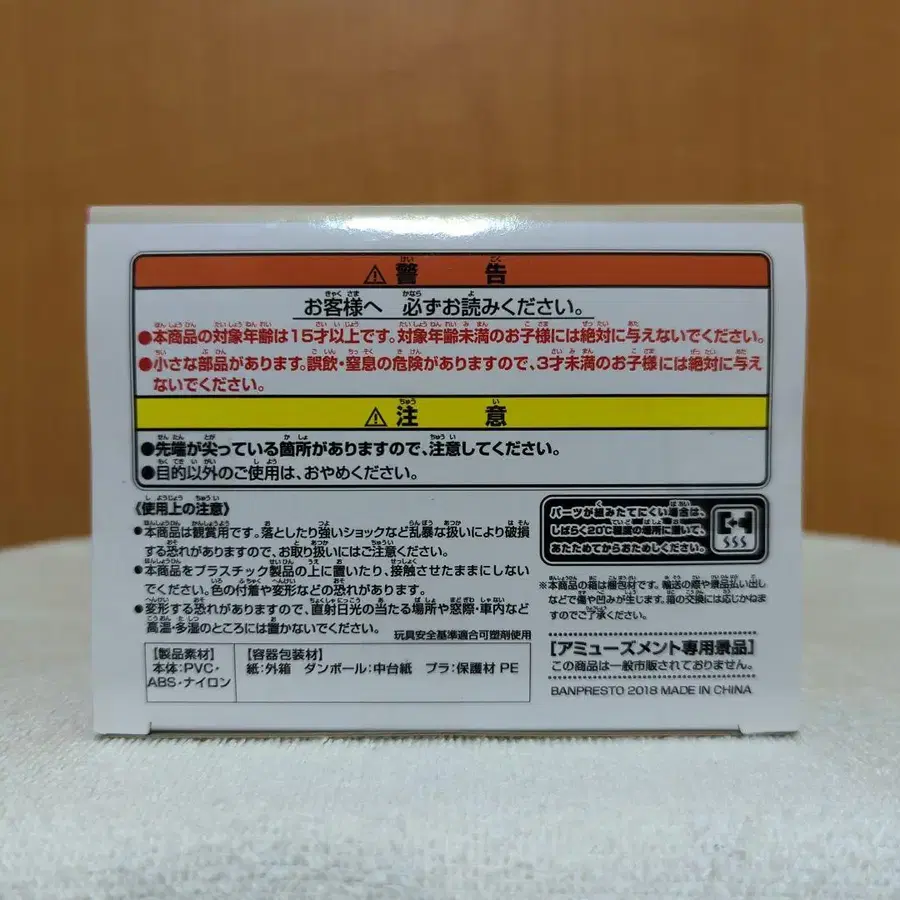 ⚠警告
お客様へ 必ずお読みください。
●本商品の対象年齢は15才以上です。対象年齢未満のお子様には絶対に与えないでください。
●小さな部品があります。誤飲・窒息の危険がありますので、3才未満のお子様には絶対に与え
ないでください。
⚠注意
●先端が尖っている箇所がありますので、注意してください。
●目的以外のご使用は、おやめください。
《使用上の注意》
●本商品は観賞用です。落としたり強いショックなど乱暴な扱いにより破損
する恐れがありますので、お取り扱いにはご注意ください。
●本商品をプラスチック製品の上に置いたり、接触させたままにしない
でください。色の付着や変形などの恐れがあります。
●変形する恐れがありますので、直射日光の当たる場所や窓際・車内など
高温・多湿のところには置かないでください。
玩具安全基準適合可塑剤使用
【製品素材】
本体:PVC・
ABS・ナイロン
【容器包装材】
紙:外箱 ダンボール:中台紙 プラ:保護材 PE
パーツが組みたてにくい場合は、
しばらく20℃程度の場所に置いて、
あたためてからおためしください。
※本商品の箱は梱包材です。輸送の際や景品払い出し
などで傷や凹みが生じます。箱の交換には応じかねま
すのでご了承ください。
【アミューズメント専用景品】
この商品は一般市販されておりません。
BANPRESTO 2018 MADE IN CHINA